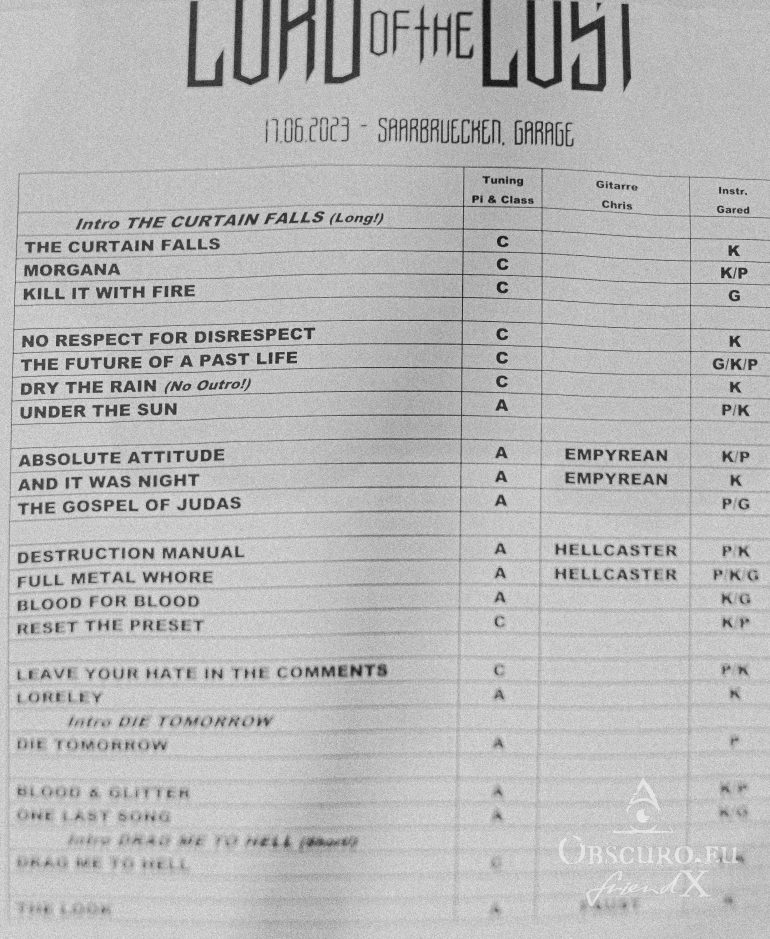 LORD OF THE LOST
17.06.2023 - SAARBRUECKEN, GARAGE
Tuning Pi & Class Gitarre Chris Instr. Gared
Intro THE CURTAIN FALLS (Long!)
THE CURTAIN FALLS C K
MORGANA C K/P
KILL IT WITH FIRE C G
NO RESPECT FOR DISRESPECT C K
THE FUTURE OF A PAST LIFE C G/K/P
DRY THE RAIN (No Outro!) C K
UNDER THE SUN A P/K
ABSOLUTE ATTITUDE A EMPYREAN K/P
AND IT WAS NIGHT A EMPYREAN K
THE GOSPEL OF JUDAS A P/G
DESTRUCTION MANUAL A HELLCASTER P/K
FULL METAL WHORE A HELLCASTER P/K/G
BLOOD FOR BLOOD A K/G
RESET THE PRESET C K/P
LEAVE YOUR HATE IN THE COMMENTS C P/K
LORELEY A K
Intro DIE TOMORROW
DIE TOMORROW A P
BLOOD & GLITTER A K/P
ONE LAST SONG A K/G
Intro DRAG ME TO HELL (Short!)
DRAG ME TO HELL C
THE LOOK A FAUST
OBSCURO.EU
friendX